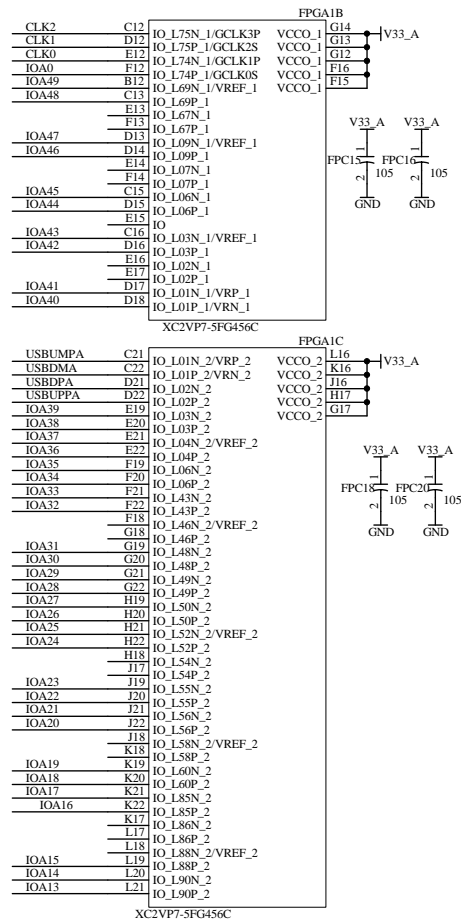 FPGA1B
CLK2 C12 IO_L75N_1/GCLK3P VCCO_1 G14
CLK1 D12 IO_L75P_1/GCLK2S VCCO_1 G13 V33_A
CLK0 E12 IO_L74N_1/GCLK1P VCCO_1 G12
IOA0 F12 IO_L74P_1/GCLK0S VCCO_1 F16
IOA49 B12 IO_L69N_1/VREF_1 VCCO_1 F15
IOA48 C13 IO_L69P_1
E13 IO_L67N_1
F13 IO_L67P_1
IOA47 D13 IO_L09N_1/VREF_1
IOA46 D14 IO_L09P_1
E14 IO_L07N_1
F14 IO_L07P_1
IOA45 C15 IO_L06N_1
IOA44 D15 IO_L06P_1
E15 IO
IOA43 C16 IO_L03N_1/VREF_1
IOA42 D16 IO_L03P_1
E16 IO_L02N_1
E17 IO_L02P_1
IOA41 D17 IO_L01N_1/VRP_1
IOA40 D18 IO_L01P_1/VRN_1
V33_A V33_A
1 1
FPC15 105 FPC16 105
2 2
GND GND
XC2VP7-5FG456C
FPGA1C
USBUMPA C21 IO_L01N_2/VRP_2 VCCO_2 L16
USBDMA C22 IO_L01P_2/VRN_2 VCCO_2 K16 V33_A
USBDPA D21 IO_L02N_2 VCCO_2 J16
USBUPPA D22 IO_L02P_2 VCCO_2 H17
IOA39 E19 IO_L03N_2 VCCO_2 G17
IOA38 E20 IO_L03P_2
IOA37 E21 IO_L04N_2/VREF_2
IOA36 E22 IO_L04P_2
IOA35 F19 IO_L06N_2
IOA34 F20 IO_L06P_2
IOA33 F21 IO_L43N_2
IOA32 F22 IO_L43P_2
F18 IO_L46N_2/VREF_2
G18 IO_L46P_2
IOA31 G19 IO_L48N_2
IOA30 G20 IO_L48P_2
IOA29 G21 IO_L49N_2
IOA28 G22 IO_L49P_2
IOA27 H19 IO_L50N_2
IOA26 H20 IO_L50P_2
IOA25 H21 IO_L52N_2/VREF_2
IOA24 H22 IO_L52P_2
H18 IO_L54N_2
J17 IO_L54P_2
IOA23 J19 IO_L55N_2
IOA22 J20 IO_L55P_2
IOA21 J21 IO_L56N_2
IOA20 J22 IO_L56P_2
J18 IO_L58N_2/VREF_2
K18 IO_L58P_2
IOA19 K19 IO_L60N_2
IOA18 K20 IO_L60P_2
IOA17 K21 IO_L85N_2
IOA16 K22 IO_L85P_2
K17 IO_L86N_2
L17 IO_L86P_2
L18 IO_L88N_2/VREF_2
IOA15 L19 IO_L88P_2
IOA14 L20 IO_L90N_2
IOA13 L21 IO_L90P_2
V33_A V33_A
1 1
FPC18 105 FPC20 105
2 2
GND GND
XC2VP7-5FG456C